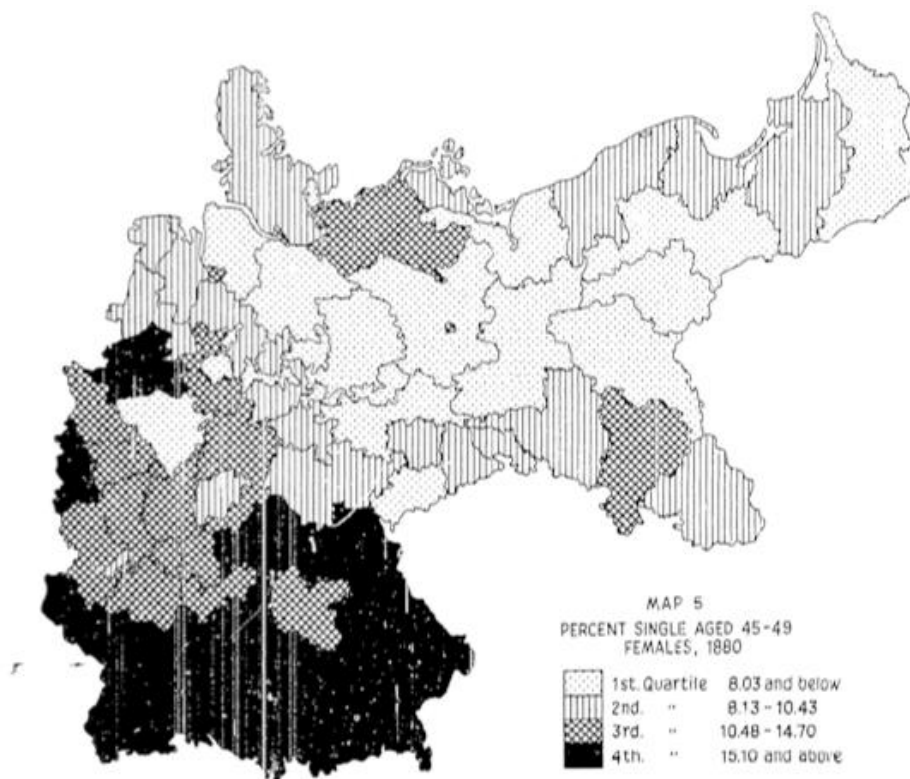 MAP 5
PERCENT SINGLE AGED 45-49
FEMALES, 1880
1st. Quartile 8.03 and below
2nd. " 8.13 - 10.43
3rd. " 10.48 - 14.70
4th. " 15.10 and above